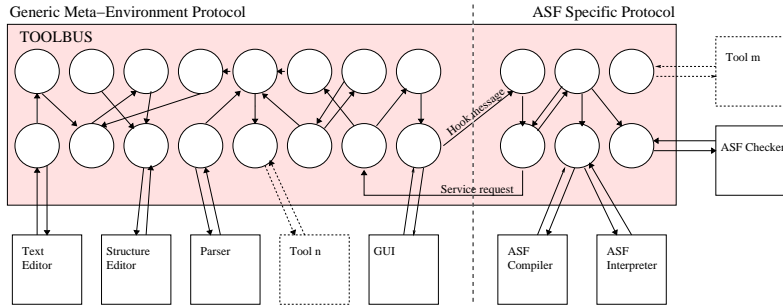 Generic Meta−Environment Protocol
ASF Specific Protocol
TOOLBUS
Tool m
Hook message
ASF Checker
Service request
Text
Editor
Structure
Editor
Parser
Tool n
GUI
ASF
Compiler
ASF
Interpreter